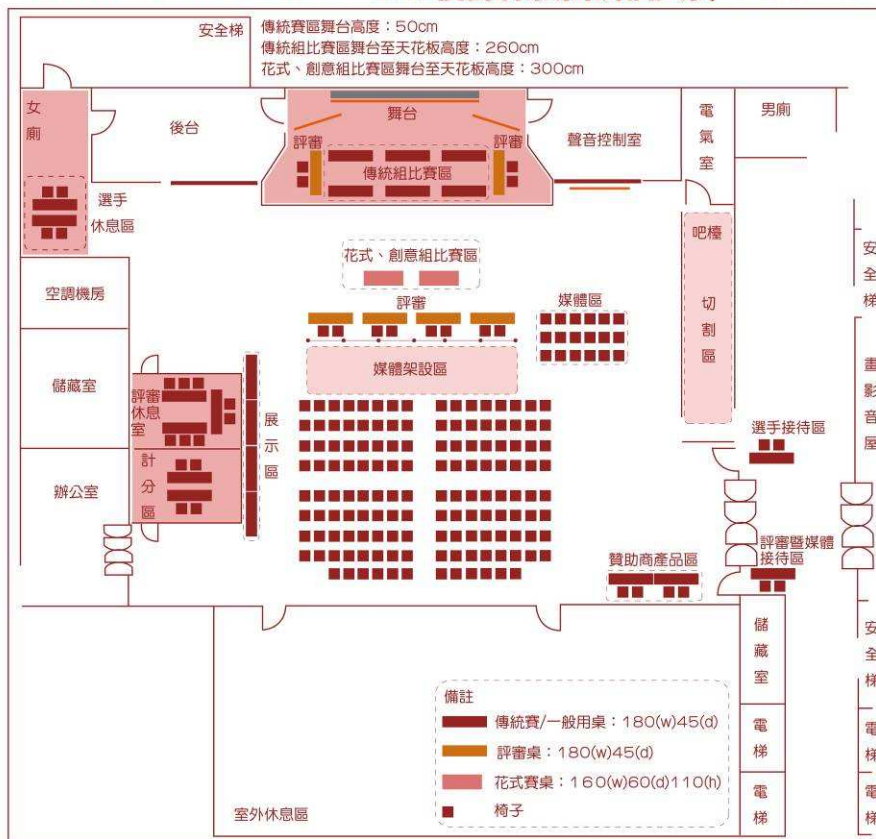 安全梯
傳統賽區舞台高度：50cm
傳統組比賽區舞台至天花板高度：260cm
花式、創意組比賽區舞台至天花板高度：300cm
女廁
後台
舞台
評審
評審
傳統組比賽區
聲音控制室
電氣室
男廁
選手
休息區
吧檯
切割區
安全梯
花式、創意組比賽區
空調機房
評審
媒體區
媒體架設區
儲藏室
評審
休息
室
展示區
畫影音屋
選手接待區
計分區
辦公室
贊助商產品區
評審暨媒體
接待區
儲藏室
安全梯
備註
傳統賽/一般用桌：180(w)45(d)
評審桌：180(w)45(d)
花式賽桌：160(w)60(d)110(h)
椅子
電梯
電梯
電梯
電梯
室外休息區